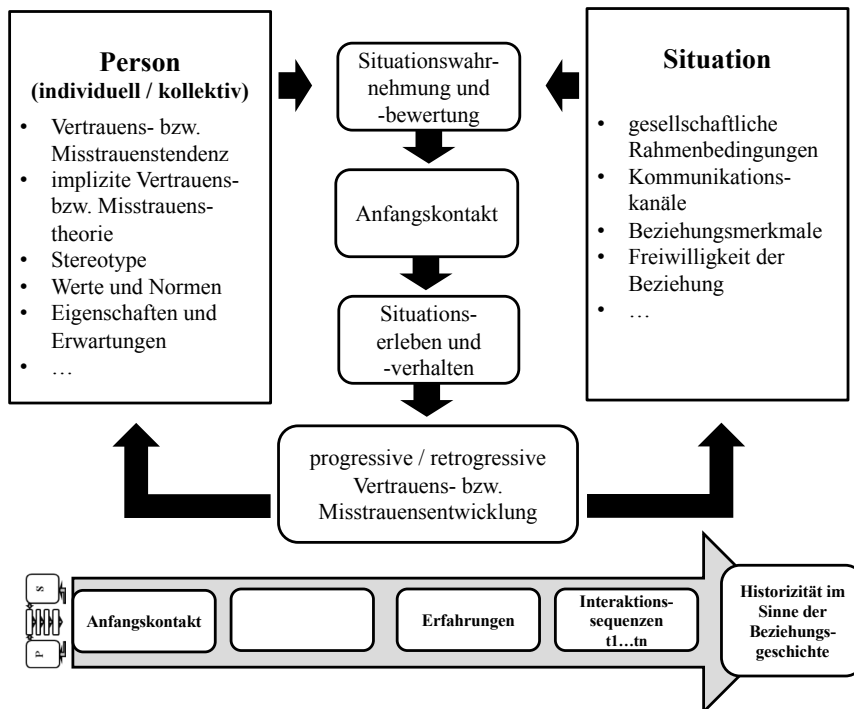 Person
(individuell / kollektiv)
• Vertrauens- bzw.
Misstrauenstendenz
• implizite Vertrauens-
bzw. Misstrauens-
theorie
• Stereotype
• Werte und Normen
• Eigenschaften und
Erwartungen
• …
Situationswahr-
nehmung und
-bewertung
Anfangskontakt
Situations-
erleben und
-verhalten
progressive / retrogressive
Vertrauens- bzw.
Misstrauensentwicklung
Situation
• gesellschaftliche
Rahmenbedingungen
• Kommunikations-
kanäle
• Beziehungsmerkmale
• Freiwilligkeit der
Beziehung
• …
S
P
Anfangskontakt
Erfahrungen
Interaktions-
sequenzen
t1…tn
Historizität im
Sinne der
Beziehungs-
geschichte